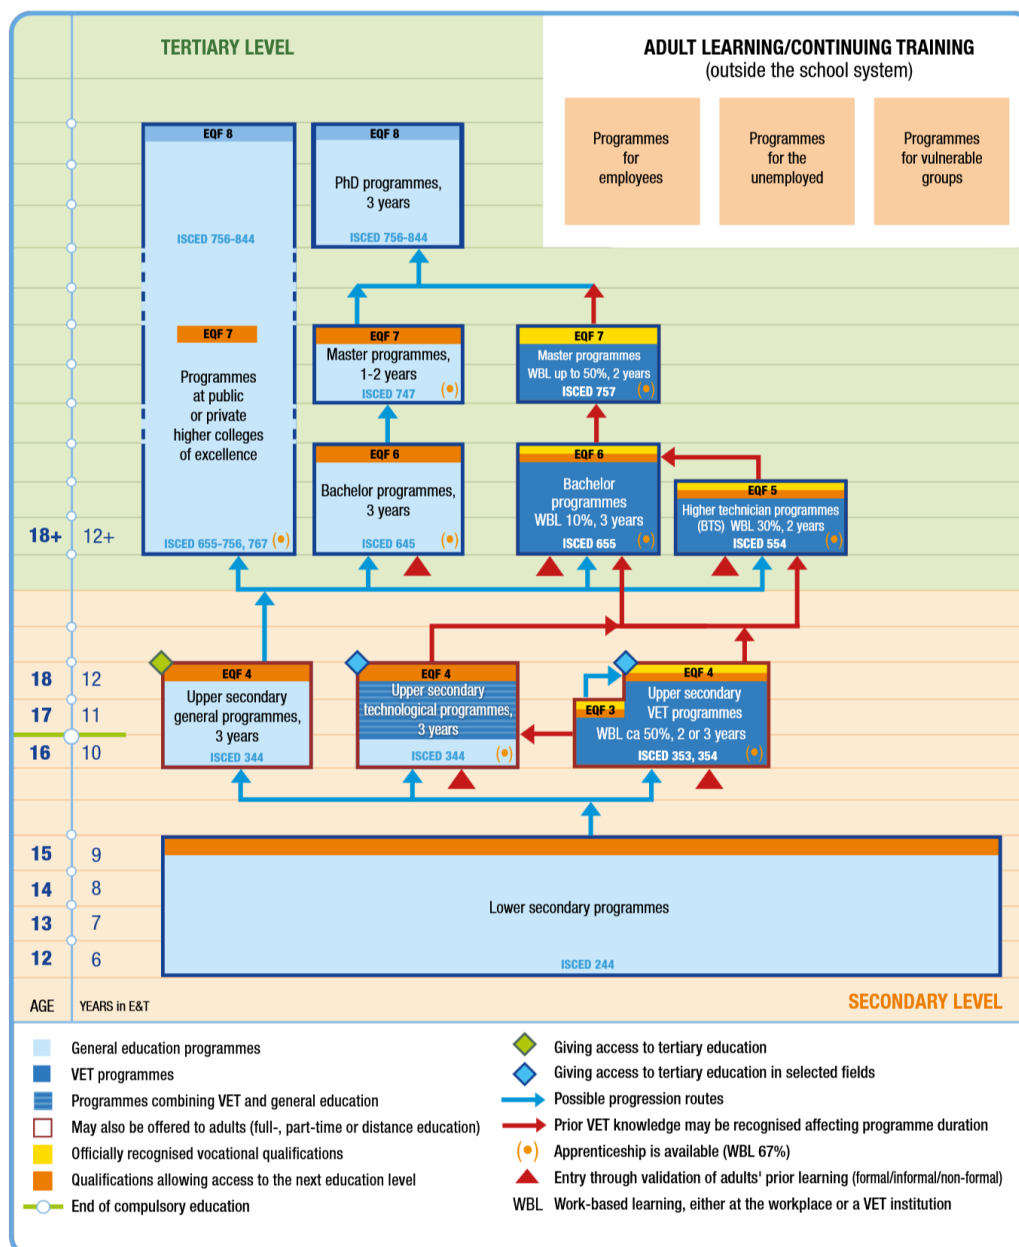 TERTIARY LEVEL
ADULT LEARNING/CONTINUING TRAINING
(outside the school system)
Programmes
for
employees
Programmes
for the
unemployed
Programmes
for vulnerable
groups
EQF 8
ISCED 756-844
EQF 7
Programmes
at public
or private
higher colleges
of excellence
ISCED 655-756, 767
EQF 8
PhD programmes,
3 years
ISCED 756-844
EQF 7
Master programmes,
1-2 years
ISCED 747
EQF 7
Master programmes
WBL up to 50%, 2 years
ISCED 757
EQF 6
Bachelor programmes,
3 years
ISCED 645
EQF 6
Bachelor
programmes
WBL 10%, 3 years
ISCED 655
EQF 5
Higher technician programmes
(BTS) WBL 30%, 2 years
ISCED 554
18+ 12+
EQF 4
Upper secondary
general programmes,
3 years
ISCED 344
EQF 4
Upper secondary
technological programmes,
3 years
ISCED 344
EQF 3
EQF 4
Upper secondary
VET programmes
WBL ca 50%, 2 or 3 years
ISCED 353, 354
18 12
17 11
16 10
15 9
14 8
13 7
12 6
Lower secondary programmes
ISCED 244
AGE YEARS in E&T
SECONDARY LEVEL
General education programmes
VET programmes
Programmes combining VET and general education
May also be offered to adults (full-, part-time or distance education)
Officially recognised vocational qualifications
Qualifications allowing access to the next education level
End of compulsory education
Giving access to tertiary education
Giving access to tertiary education in selected fields
Possible progression routes
Prior VET knowledge may be recognised affecting programme duration
Apprenticeship is available (WBL 67%)
Entry through validation of adults' prior learning (formal/informal/non-formal)
WBL Work-based learning, either at the workplace or a VET institution